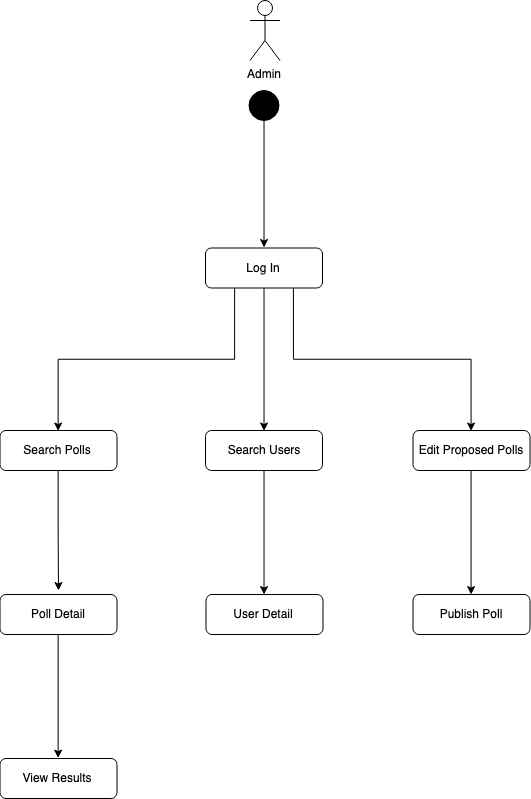 Admin
Log In
Search Polls
Search Users
Edit Proposed Polls
Poll Detail
User Detail
Publish Poll
View Results